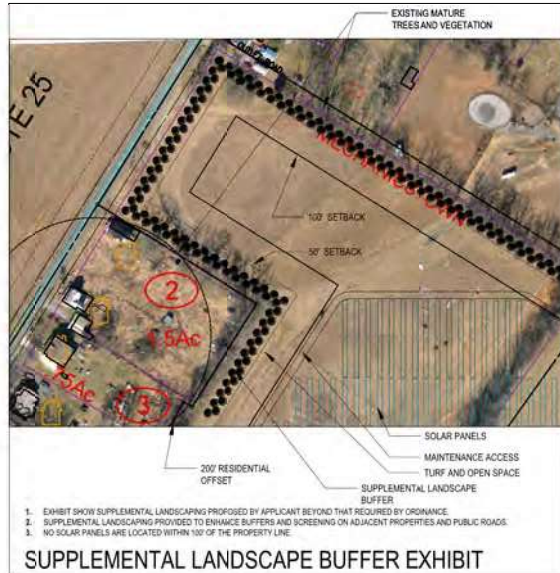 EXISTING MATURE
TREES AND VEGETATION
TE 25
MECHANICSTOWN
100' SETBACK
50' SETBACK
2
1.5Ac
.75Ac
3
SOLAR PANELS
MAINTENANCE ACCESS
TURF AND OPEN SPACE
200' RESIDENTIAL
OFFSET
SUPPLEMENTAL LANDSCAPE
BUFFER
1. EXHIBIT SHOW SUPPLEMENTAL LANDSCAPING PROPOSED BY APPLICANT BEYOND THAT REQUIRED BY ORDINANCE.
2. SUPPLEMENTAL LANDSCAPING PROVIDED TO ENHANCE BUFFERS AND SCREENING ON ADJACENT PROPERTIES AND PUBLIC ROADS.
3. NO SOLAR PANELS ARE LOCATED WITHIN 100' OF THE PROPERTY LINE.
SUPPLEMENTAL LANDSCAPE BUFFER EXHIBIT